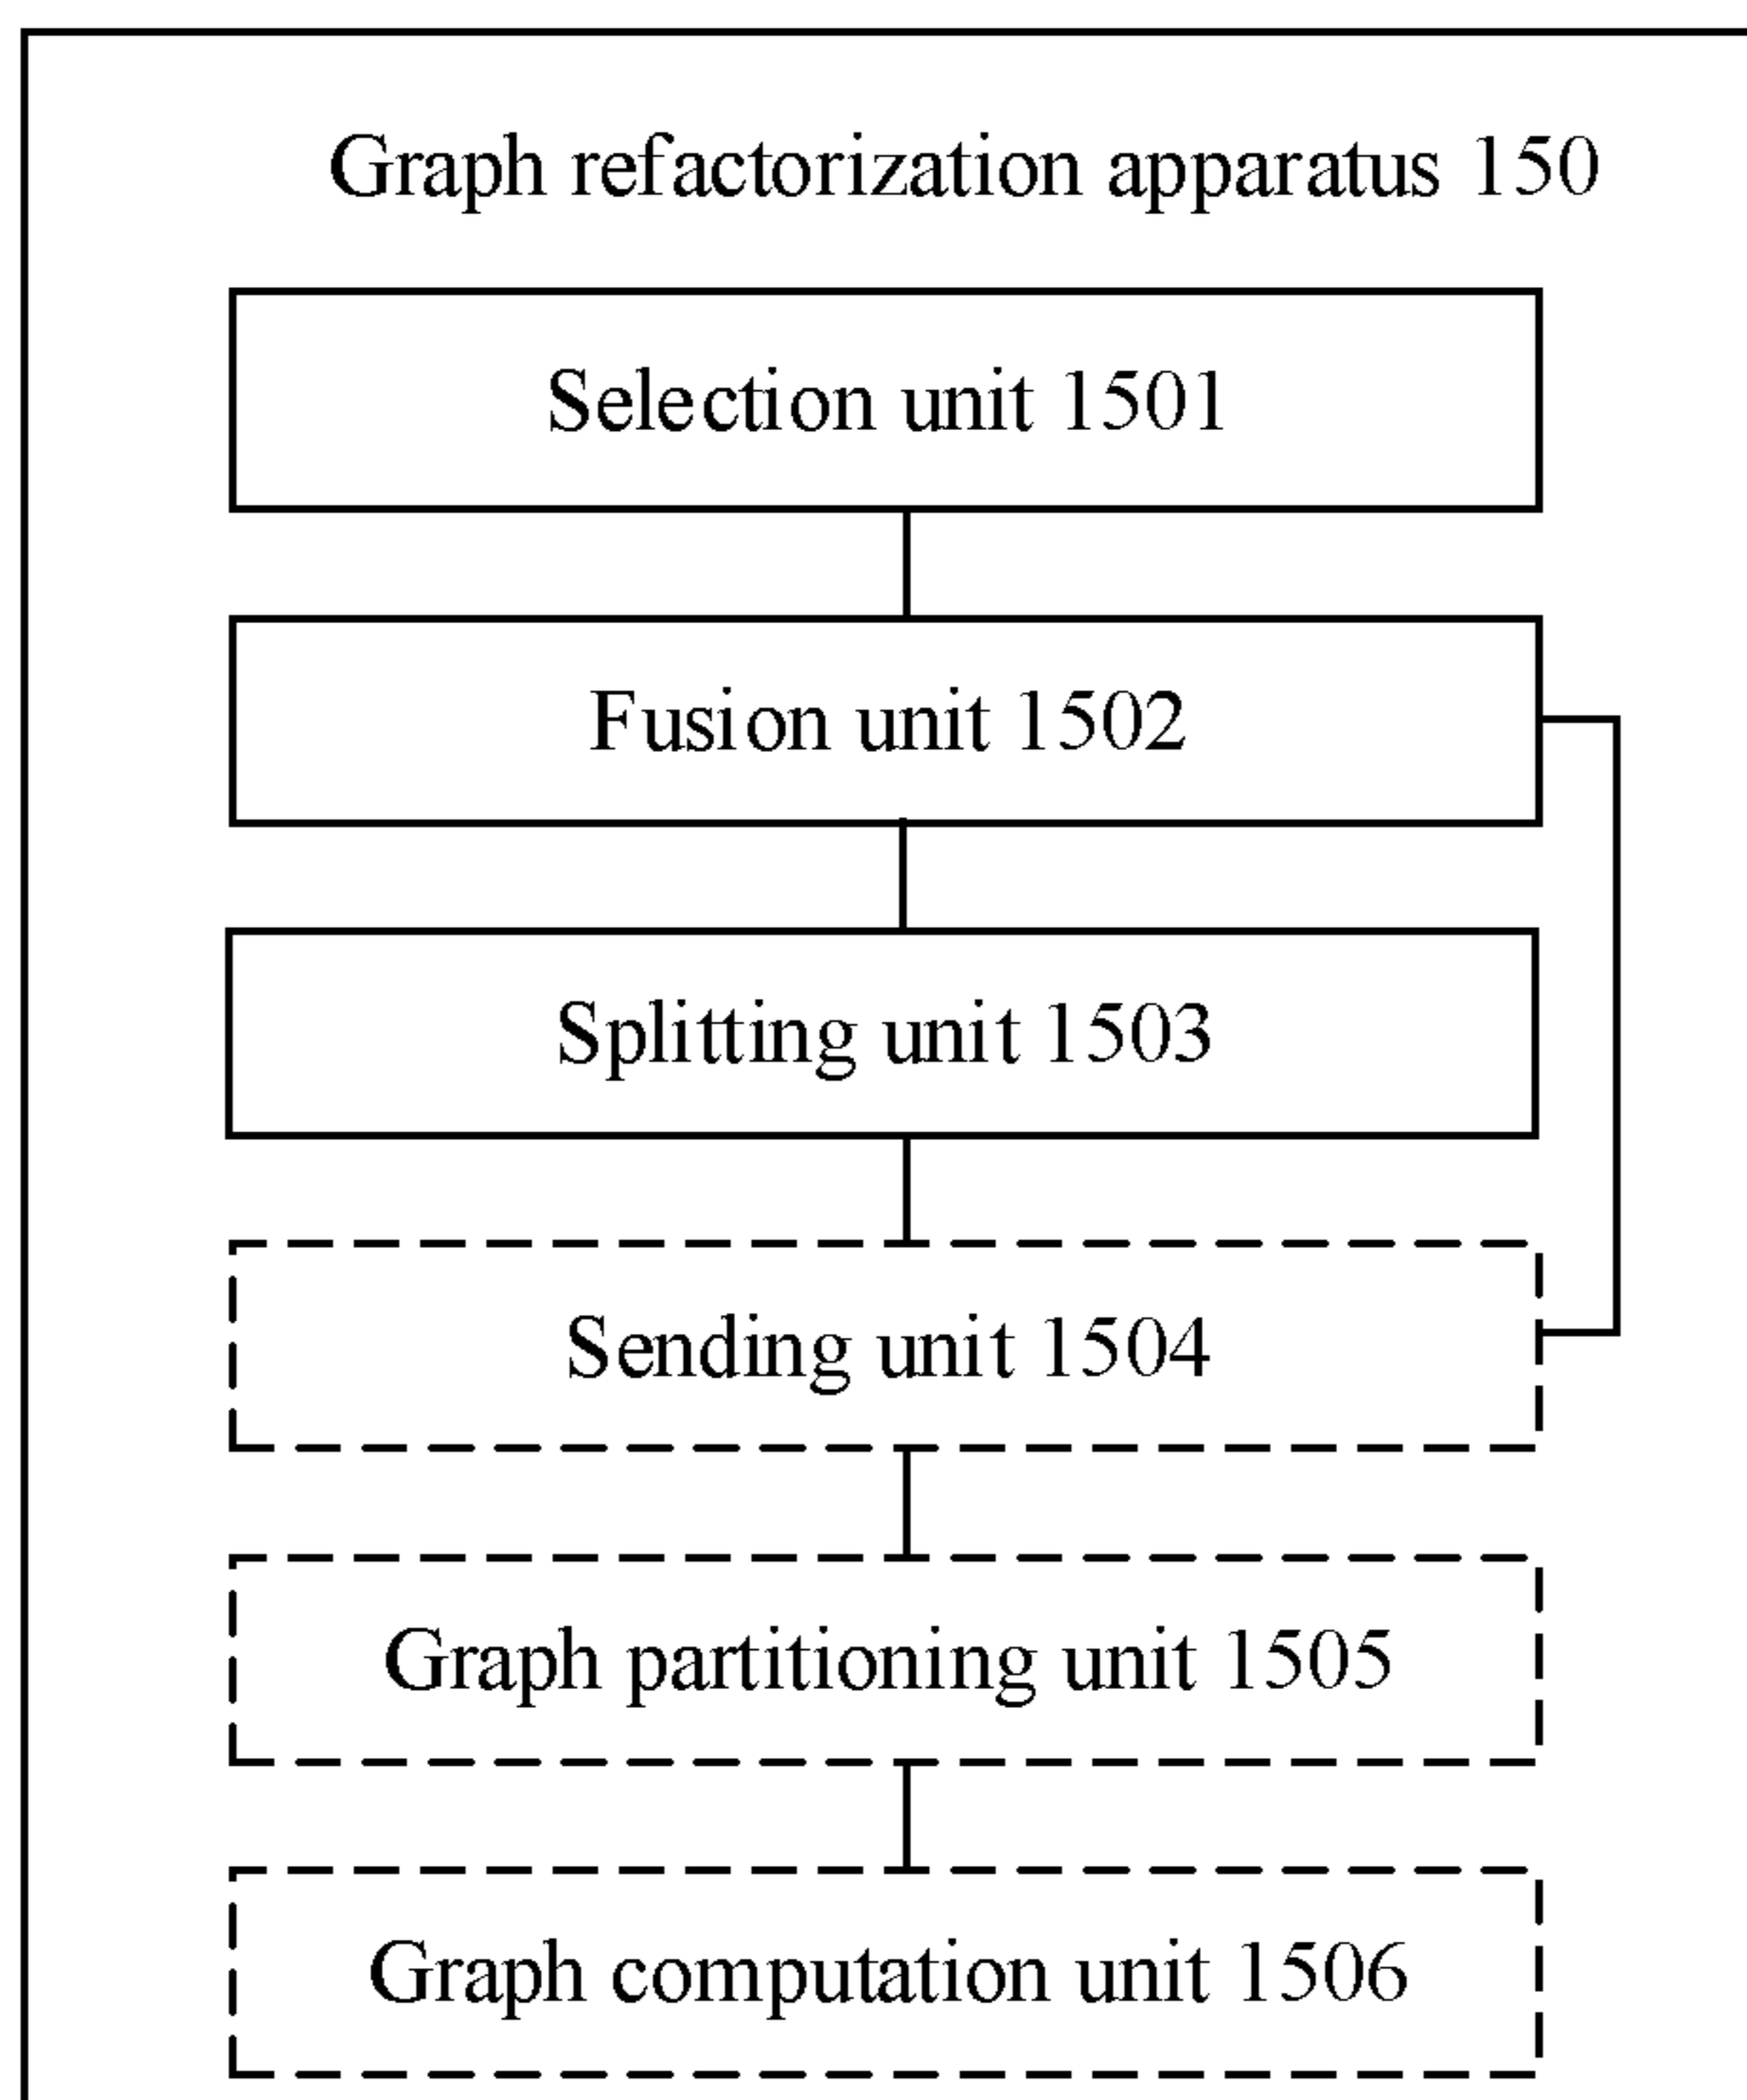 Graph refactorization apparatus 150
Selection unit 1501
Fusion unit 1502
Splitting unit 1503
Sending unit 1504
Graph partitioning unit 1505
Graph computation unit 1506